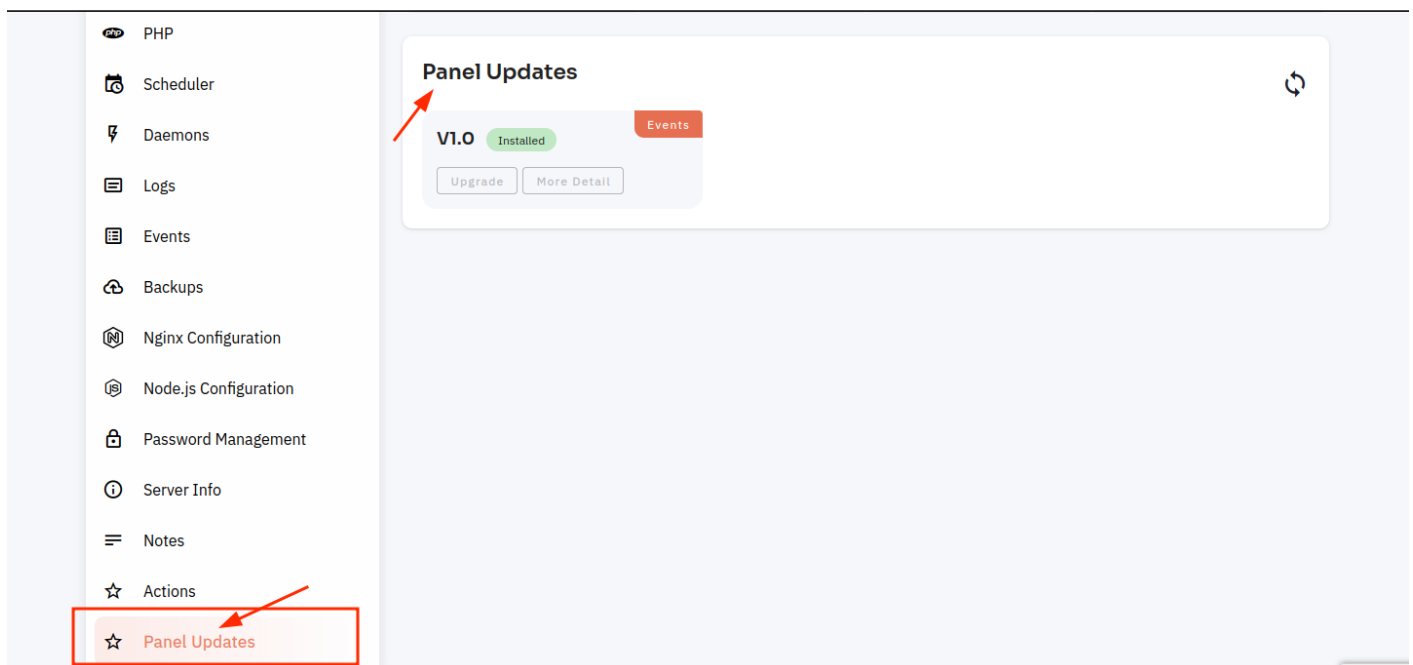 php PHP
Scheduler
Daemons
Logs
Events
Backups
Nginx Configuration
Node.js Configuration
Password Management
Server Info
Notes
Actions
Panel Updates
Panel Updates
V1.0 Installed
Events
Upgrade More Detail